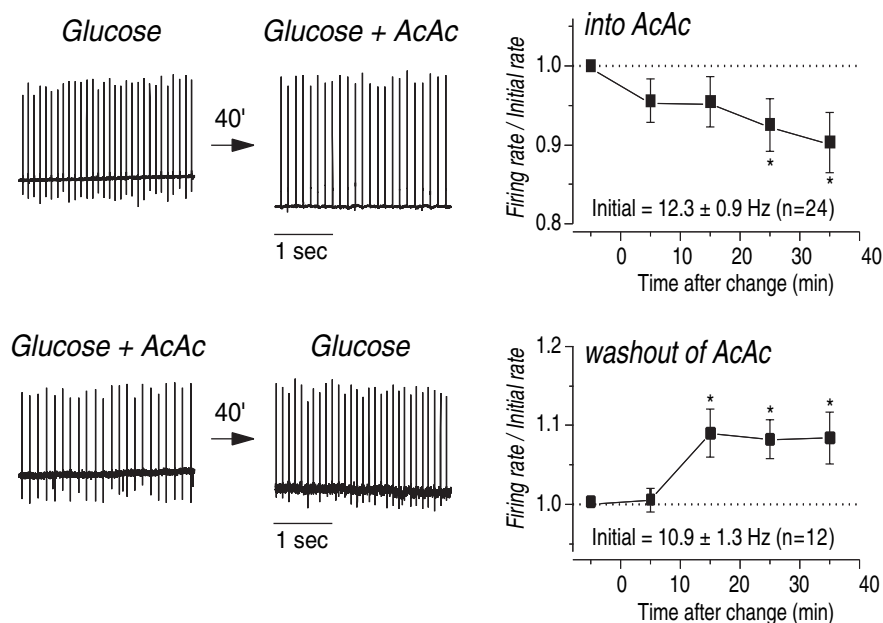 Glucose
Glucose + AcAc
40'
1 sec
into AcAc
Firing rate / Initial rate
1.0
0.9
0.8
*
*
Initial = 12.3 ± 0.9 Hz (n=24)
0 10 20 30 40
Time after change (min)
Glucose + AcAc
Glucose
40'
1 sec
washout of AcAc
Firing rate / Initial rate
1.2
1.1
1.0
* * *
Initial = 10.9 ± 1.3 Hz (n=12)
0 10 20 30 40
Time after change (min)